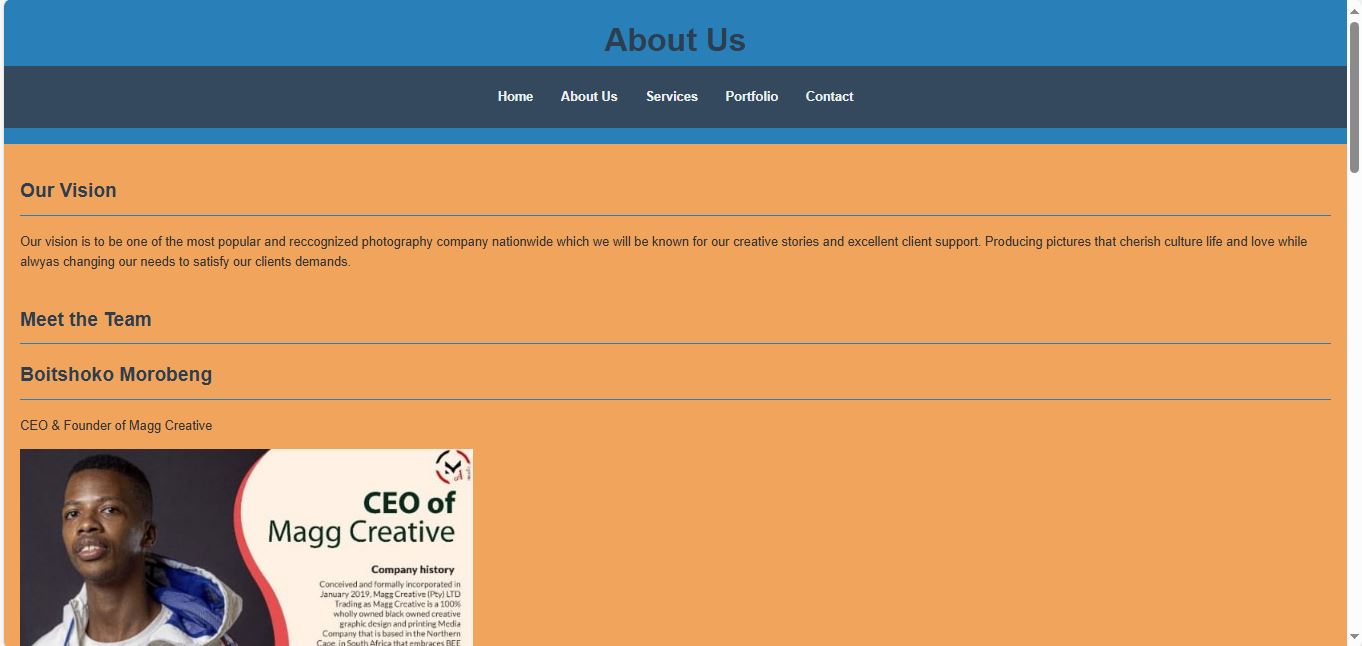 About Us
Home About Us Services Portfolio Contact
Our Vision
Our vision is to be one of the most popular and reccognized photography company nationwide which we will be known for our creative stories and excellent client support. Producing pictures that cherish culture life and love while
alwyas changing our needs to satisfy our clients demands.
Meet the Team
Boitshoko Morobeng
CEO & Founder of Magg Creative
CEO of
Magg Creative
Company history
Conceived and formally incorporated in
January 2019, Magg Creative (Pty) LTD
Trading as Magg Creative is a 100%
wholly owned black owned creative
graphic design and printing Media
Company that is based in the Northern
Cape, in South Africa that embraces BEE